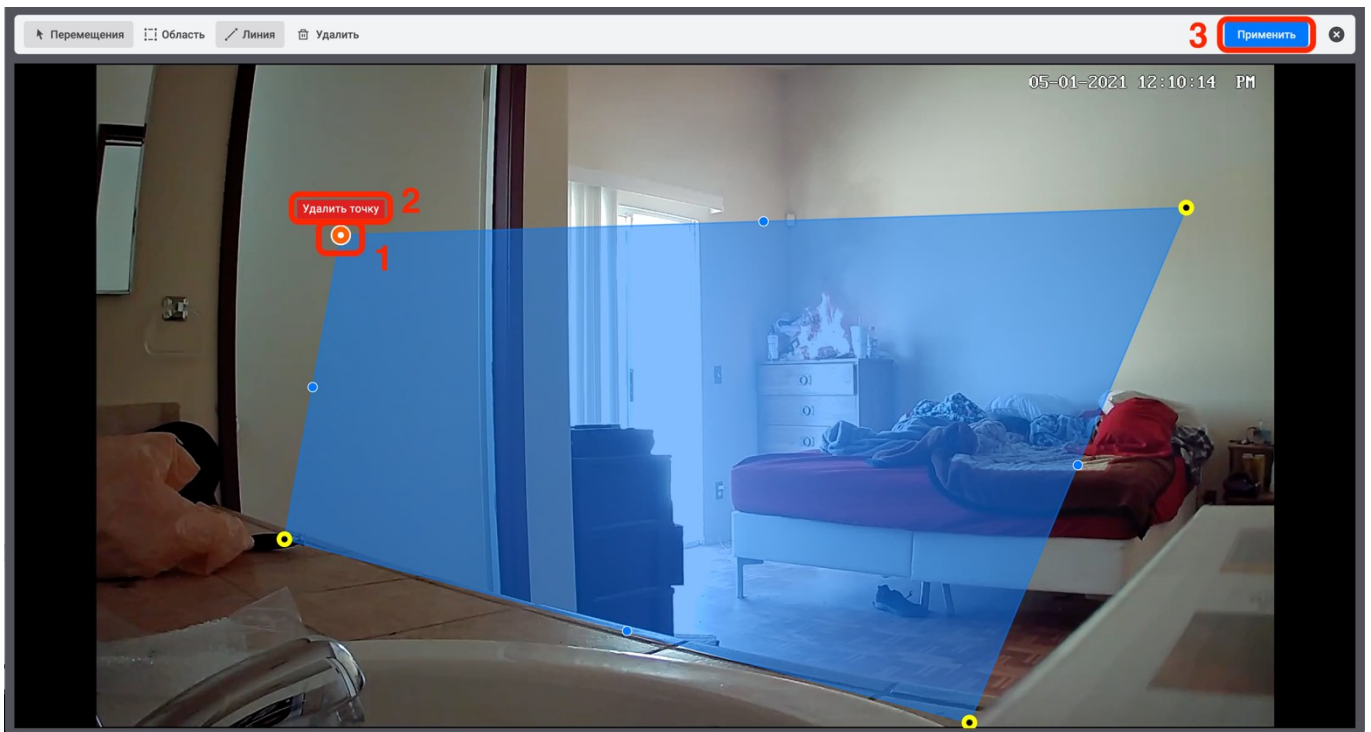 Перемещения Область Линия Удалить 3 Применить
05-01-2021 12:10:14 PM
Удалить точку 2
1